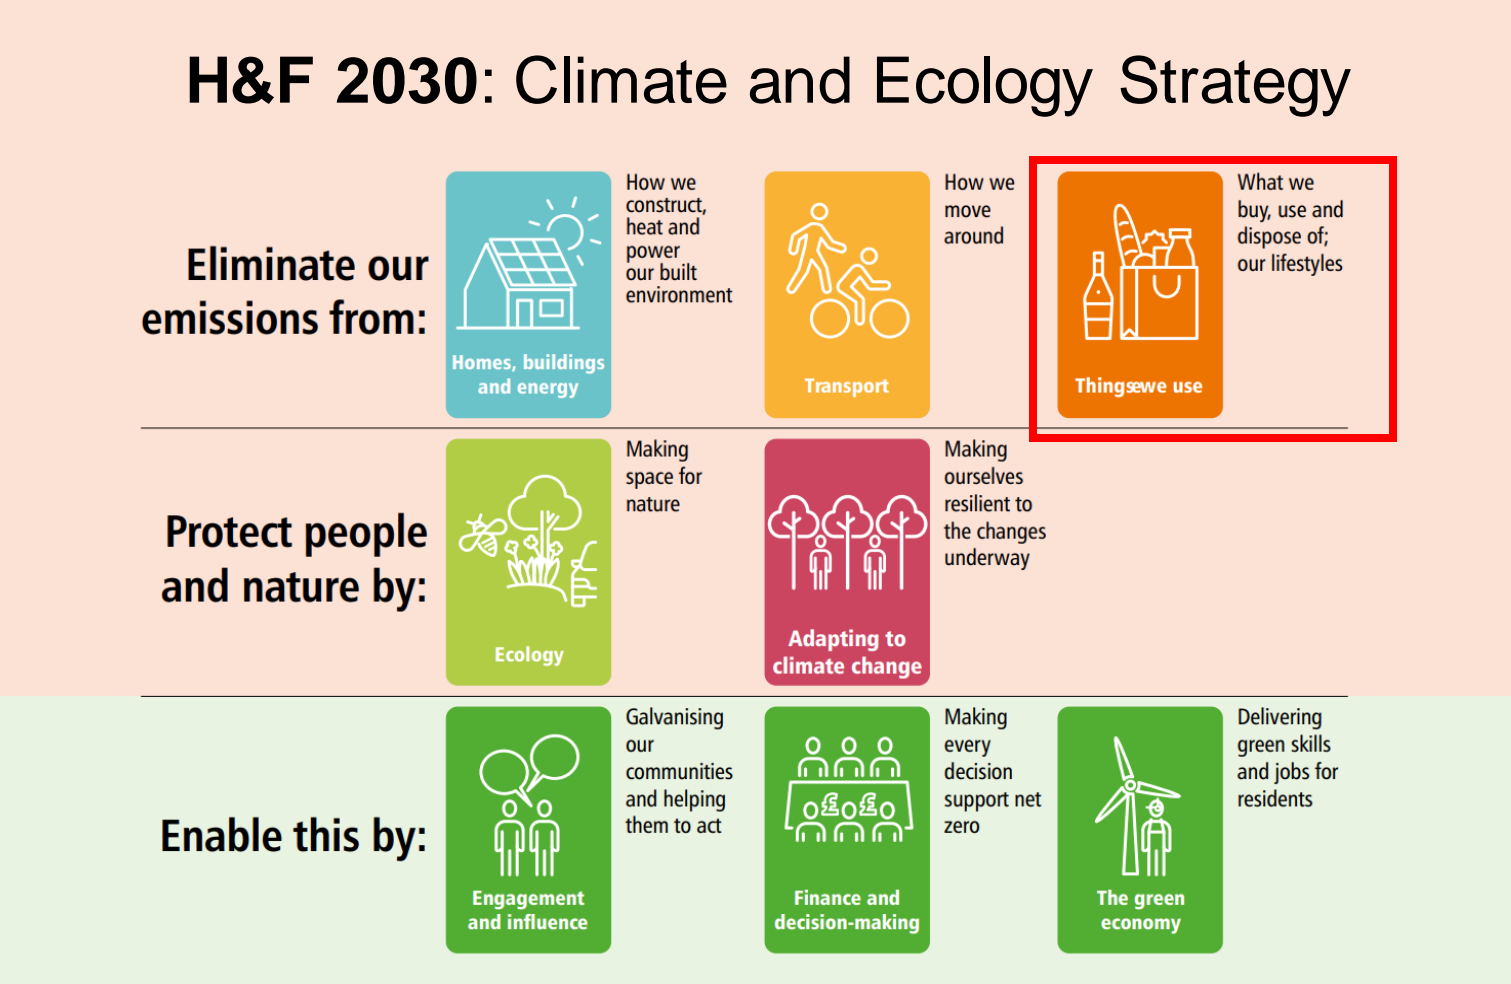 H&F 2030: Climate and Ecology Strategy
Eliminate our
emissions from:
Homes, buildings
and energy
How we
construct,
heat and
power
our built
environment
Transport
How we
move
around
Thingsewe use
What we
buy, use and
dispose of;
our lifestyles
Protect people
and nature by:
Ecology
Making
space for
nature
Adapting to
climate change
Making
ourselves
resilient to
the changes
underway
Enable this by:
Engagement
and influence
Galvanising
our
communities
and helping
them to act
££
Finance and
decision-making
Making
every
decision
support net
zero
The green
economy
Delivering
green skills
and jobs for
residents